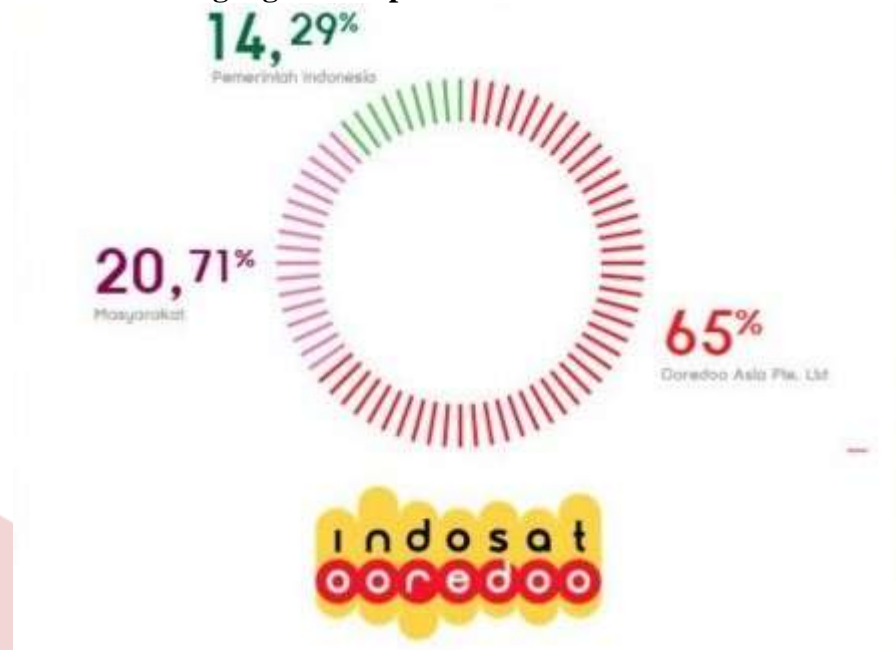 14,29%
Pemerintah Indonesia
20,71%
Masyarakat
65%
Ooredoo Asia Pte. Ltd
indosat
ooredoo